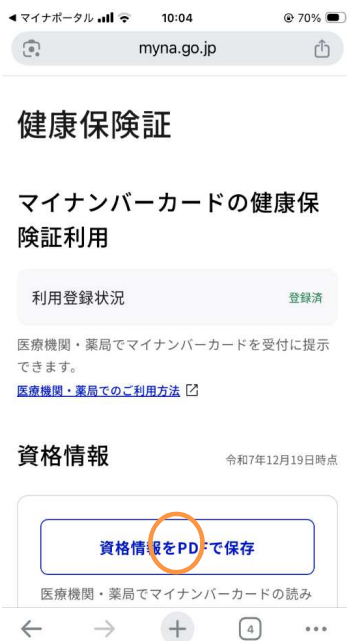 マイナポータル 10:04 70%
myna.go.jp
健康保険証
マイナンバーカードの健康保
険証利用
利用登録状況 登録済
医療機関・薬局でマイナンバーカードを受付に提示
できます。
医療機関・薬局でのご利用方法
資格情報 令和7年12月19日時点
資格情報をPDFで保存
医療機関・薬局でマイナンバーカードの読み
4